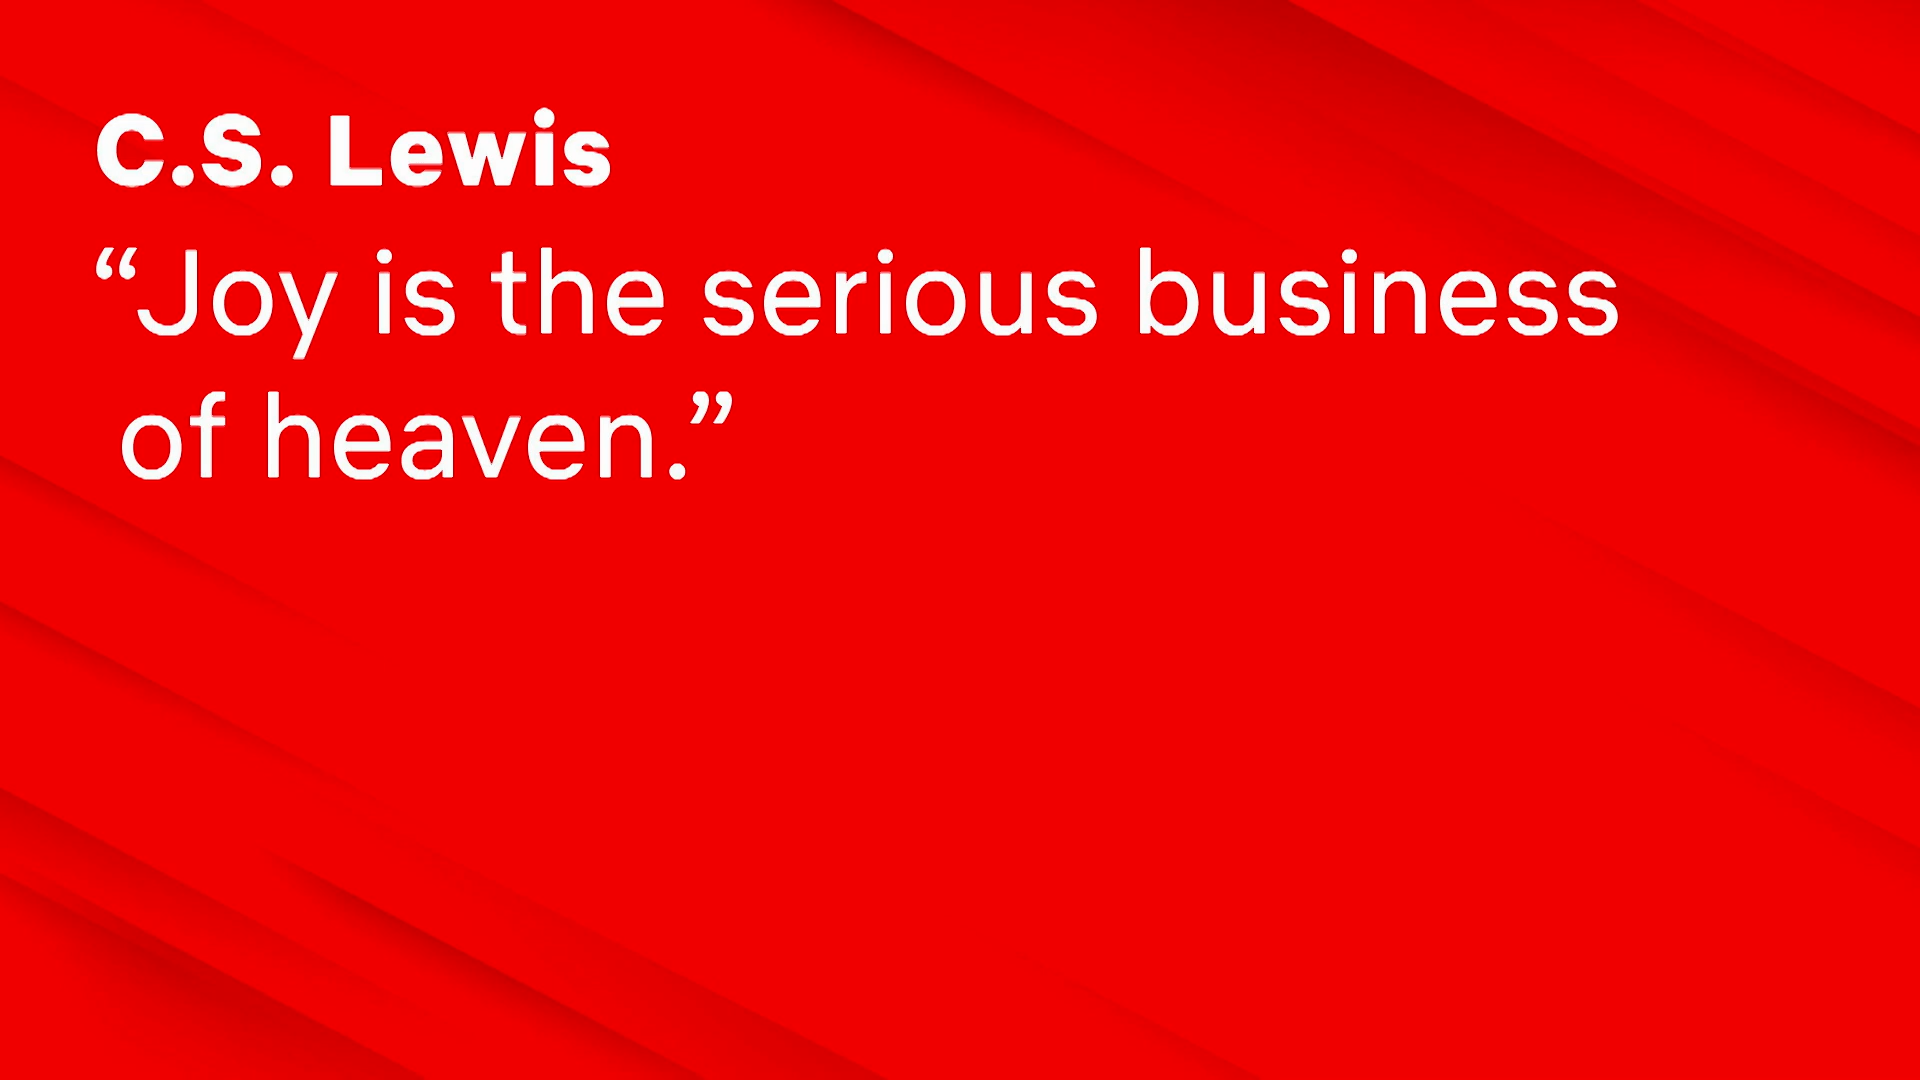 C.S. Lewis
“Joy is the serious business
of heaven.”